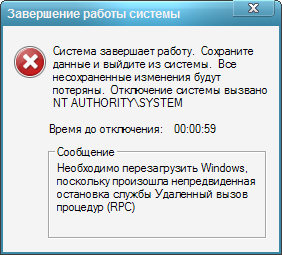 Завершение работы системы
Система завершает работу. Сохраните
данные и выйдите из системы. Все
несохраненные изменения будут
потеряны. Отключение системы вызвано
NT AUTHORITY\SYSTEM
Время до отключения: 00:00:59
Сообщение
Необходимо перезагрузить Windows,
поскольку произошла непредвиденная
остановка службы Удаленный вызов
процедур (RPC)